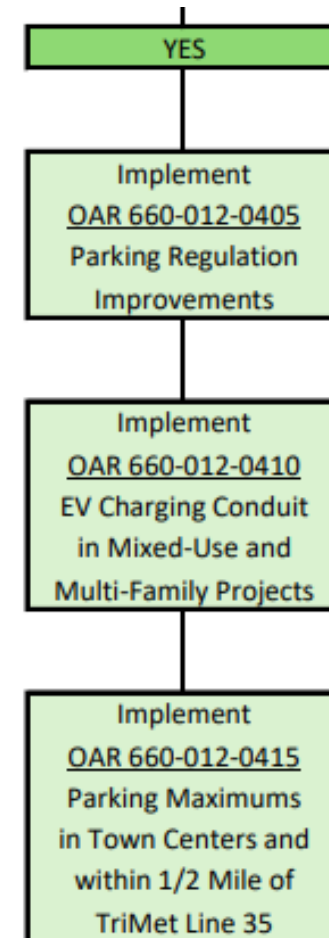 YES
Implement
OAR 660-012-0405
Parking Regulation
Improvements
Implement
OAR 660-012-0410
EV Charging Conduit
in Mixed-Use and
Multi-Family Projects
Implement
OAR 660-012-0415
Parking Maximums
in Town Centers and
within 1/2 Mile of
TriMet Line 35